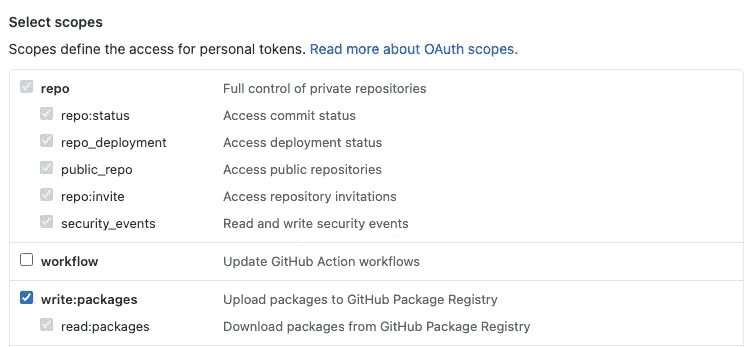 Select scopes
Scopes define the access for personal tokens. Read more about OAuth scopes.
repo Full control of private repositories
repo:status Access commit status
repo_deployment Access deployment status
public_repo Access public repositories
repo:invite Access repository invitations
security_events Read and write security events
workflow Update GitHub Action workflows
write:packages Upload packages to GitHub Package Registry
read:packages Download packages from GitHub Package Registry